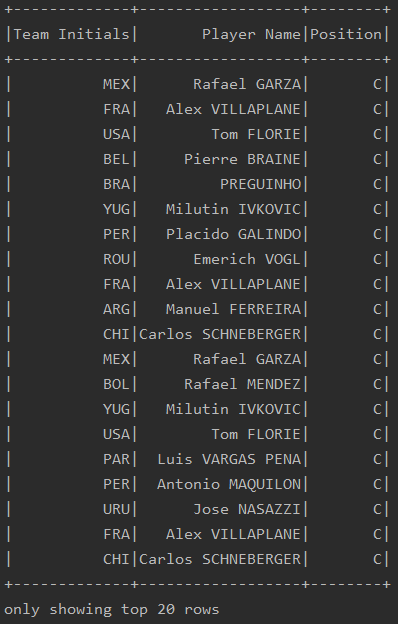 +-------------+------------------+--------+
|Team Initials|       Player Name|Position|
+-------------+------------------+--------+
|          MEX|      Rafael GARZA|       C|
|          FRA|   Alex VILLAPLANE|       C|
|          USA|        Tom FLORIE|       C|
|          BEL|     Pierre BRAINE|       C|
|          BRA|         PREGUINHO|       C|
|          YUG|   Milutin IVKOVIC|       C|
|          PER|   Placido GALINDO|       C|
|          ROU|      Emerich VOGL|       C|
|          FRA|   Alex VILLAPLANE|       C|
|          ARG|   Manuel FERREIRA|       C|
|          CHI|Carlos SCHNEBERGER|       C|
|          MEX|      Rafael GARZA|       C|
|          BOL|     Rafael MENDEZ|       C|
|          YUG|   Milutin IVKOVIC|       C|
|          USA|        Tom FLORIE|       C|
|          PAR|  Luis VARGAS PENA|       C|
|          PER|  Antonio MAQUILON|       C|
|          URU|      Jose NASAZZI|       C|
|          FRA|   Alex VILLAPLANE|       C|
|          CHI|Carlos SCHNEBERGER|       C|
+-------------+------------------+--------+
only showing top 20 rows